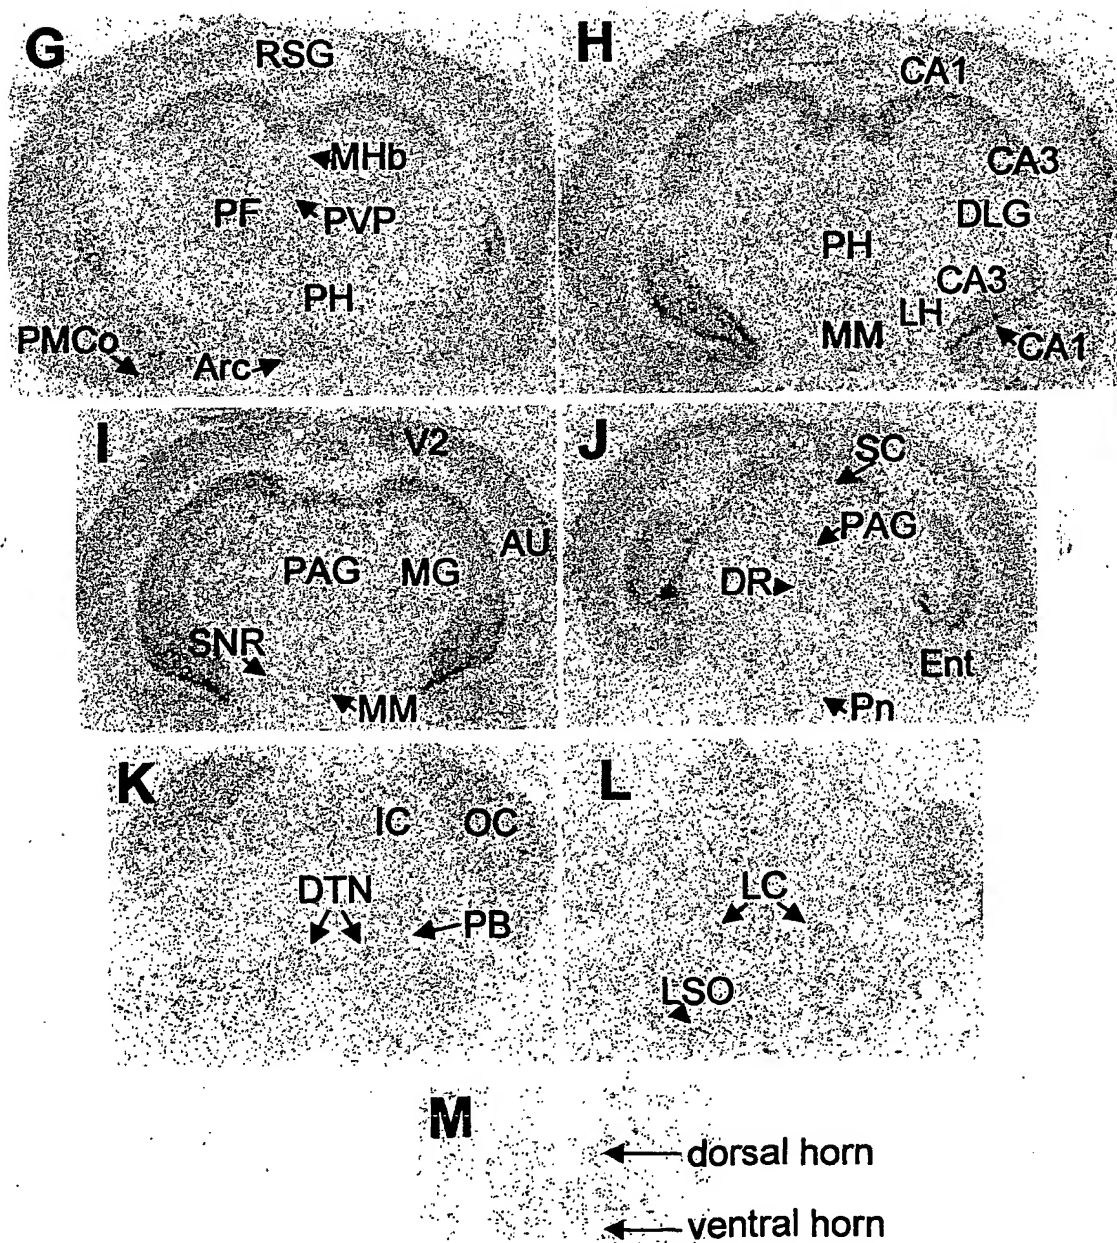 G
RSG
MHb
PF
PVP
PH
PMCo
Arc
H
CA1
CA3
DLG
PH
CA3
LH
MM
CA1
I
V2
AU
PAG
MG
SNR
MM
J
SC
PAG
DR
Ent
Pn
K
IC
OC
DTN
PB
L
LC
LSO
M
dorsal horn
ventral horn